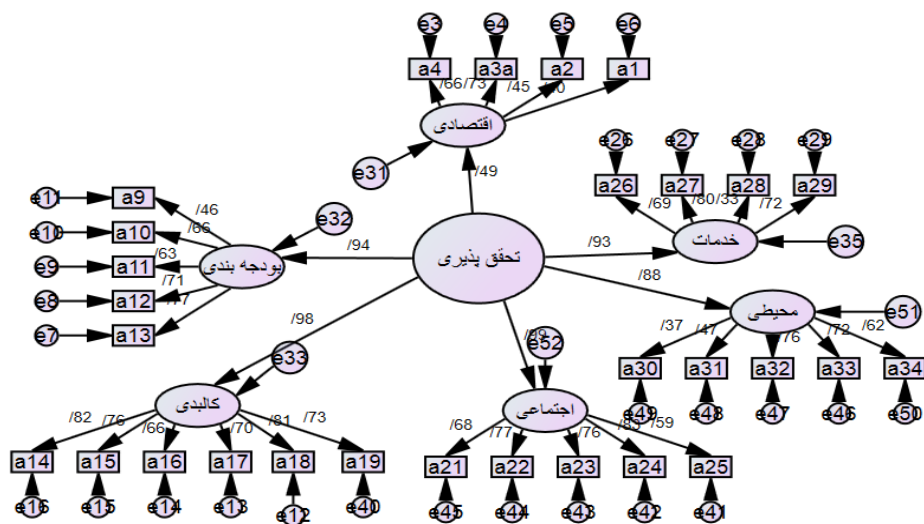 e3 e4 e5 e6
a4 a3a a2 a1
/66 /73 /45
اقتصادی
e31
/49
e26 e27 e28 e29
a26 a27 a28 a29
/69 /80 /33 /72
خدمات
e35
/93
e11 a9
e10 a10
e9 a11
e8 a12
e7 a13
/46
/66
/63
/71
بودجه بندی
e32
/94
تحقق پذیری
/88
محیطی
e51
/37 /47 /76 /72 /62
a30 a31 a32 a33 a34
e49 e48 e47 e46 e50
/98
e33
کالبدی
/82 /76 /66 /70 /81 /73
a14 a15 a16 a17 a18 a19
e16 e15 e14 e13 e12 e40
e52
اجتماعی
/68 /77 /76 /83 /59
a21 a22 a23 a24 a25
e45 e44 e43 e42 e41